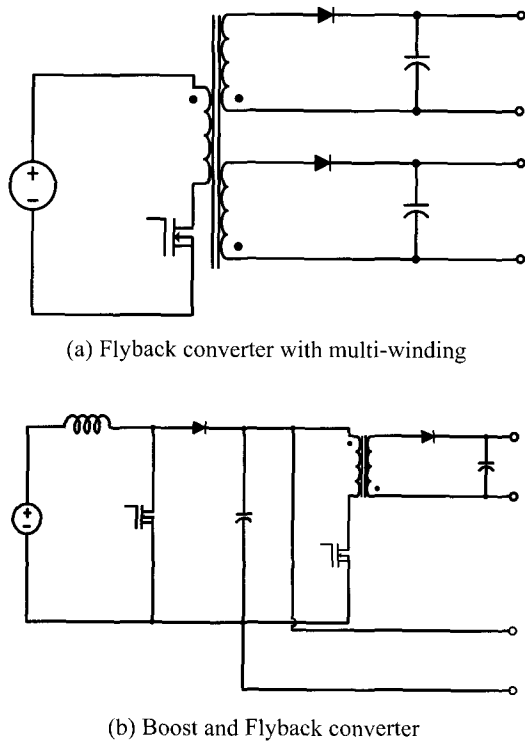 +
−
(a) Flyback converter with multi-winding
+
−
(b) Boost and Flyback converter